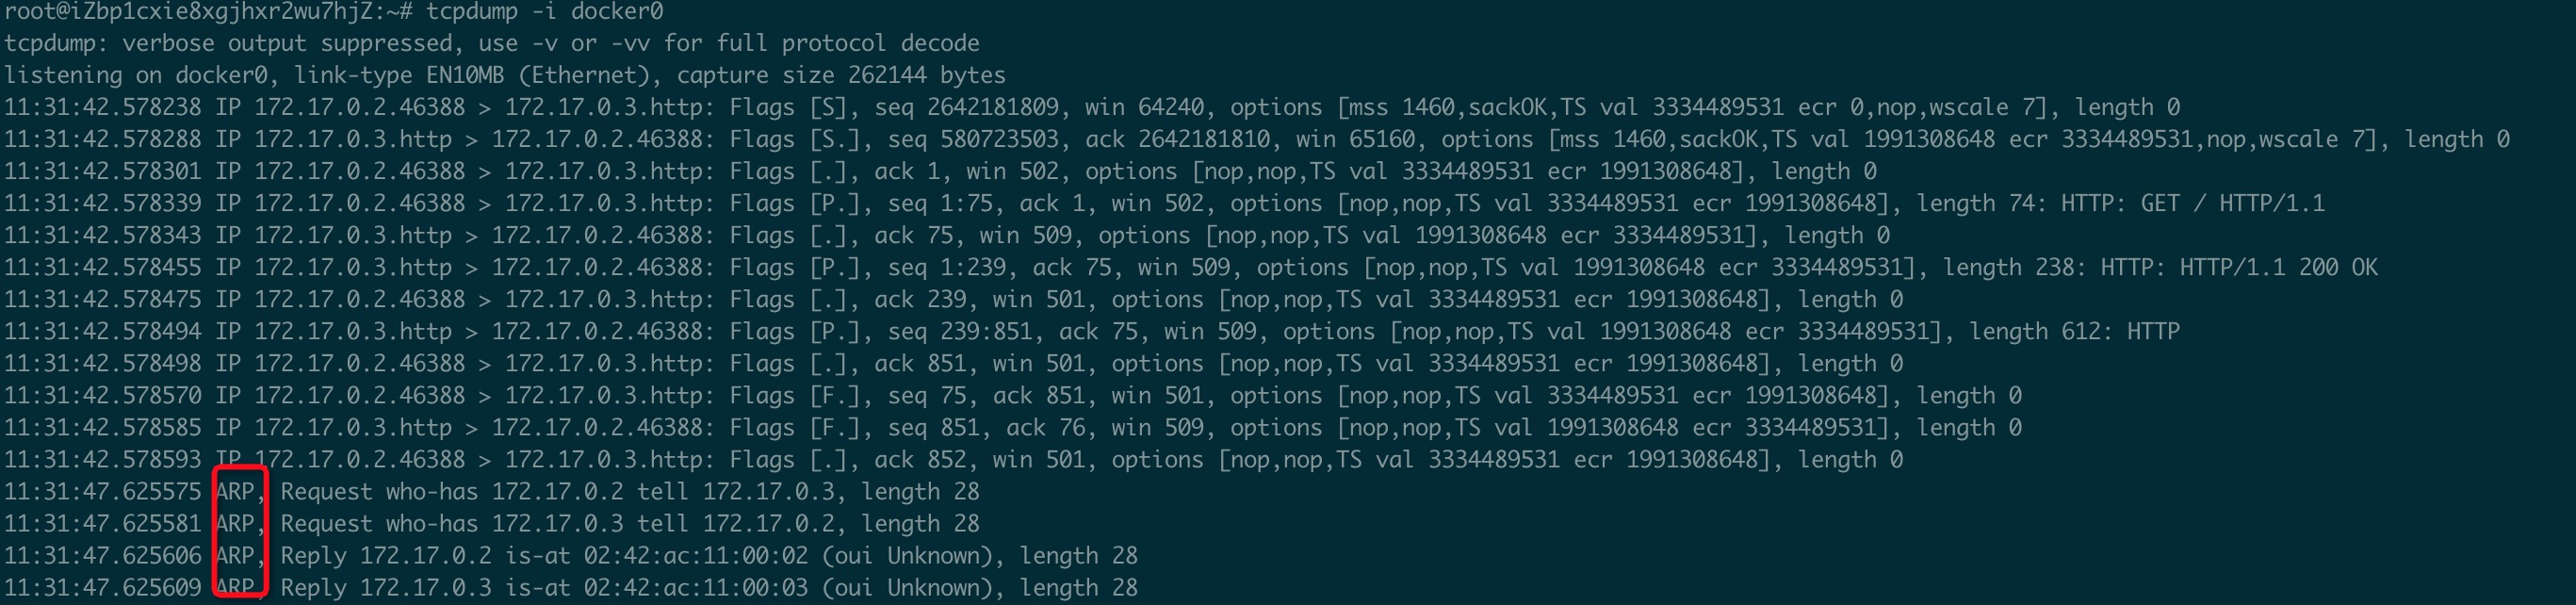 root@iZbp1cxie8xgjhxr2wu7hjZ:~# tcpdump -i docker0
tcpdump: verbose output suppressed, use -v or -vv for full protocol decode
listening on docker0, link-type EN10MB (Ethernet), capture size 262144 bytes
11:31:42.578238 IP 172.17.0.2.46388 > 172.17.0.3.http: Flags [S], seq 2642181809, win 64240, options [mss 1460,sackOK,TS val 3334489531 ecr 0,nop,wscale 7], length 0
11:31:42.578288 IP 172.17.0.3.http > 172.17.0.2.46388: Flags [S.], seq 580723503, ack 2642181810, win 65160, options [mss 1460,sackOK,TS val 1991308648 ecr 3334489531,nop,wscale 7], length 0
11:31:42.578301 IP 172.17.0.2.46388 > 172.17.0.3.http: Flags [.], ack 1, win 502, options [nop,nop,TS val 3334489531 ecr 1991308648], length 0
11:31:42.578339 IP 172.17.0.2.46388 > 172.17.0.3.http: Flags [P.], seq 1:75, ack 1, win 502, options [nop,nop,TS val 3334489531 ecr 1991308648], length 74: HTTP: GET / HTTP/1.1
11:31:42.578343 IP 172.17.0.3.http > 172.17.0.2.46388: Flags [.], ack 75, win 509, options [nop,nop,TS val 1991308648 ecr 3334489531], length 0
11:31:42.578455 IP 172.17.0.3.http > 172.17.0.2.46388: Flags [P.], seq 1:239, ack 75, win 509, options [nop,nop,TS val 1991308648 ecr 3334489531], length 238: HTTP: HTTP/1.1 200 OK
11:31:42.578475 IP 172.17.0.2.46388 > 172.17.0.3.http: Flags [.], ack 239, win 501, options [nop,nop,TS val 3334489531 ecr 1991308648], length 0
11:31:42.578494 IP 172.17.0.3.http > 172.17.0.2.46388: Flags [P.], seq 239:851, ack 75, win 509, options [nop,nop,TS val 1991308648 ecr 3334489531], length 612: HTTP
11:31:42.578498 IP 172.17.0.2.46388 > 172.17.0.3.http: Flags [.], ack 851, win 501, options [nop,nop,TS val 3334489531 ecr 1991308648], length 0
11:31:42.578570 IP 172.17.0.2.46388 > 172.17.0.3.http: Flags [F.], seq 75, ack 851, win 501, options [nop,nop,TS val 3334489531 ecr 1991308648], length 0
11:31:42.578585 IP 172.17.0.3.http > 172.17.0.2.46388: Flags [F.], seq 851, ack 76, win 509, options [nop,nop,TS val 1991308648 ecr 3334489531], length 0
11:31:42.578593 IP 172.17.0.2.46388 > 172.17.0.3.http: Flags [.], ack 852, win 501, options [nop,nop,TS val 3334489531 ecr 1991308648], length 0
11:31:47.625575 ARP, Request who-has 172.17.0.2 tell 172.17.0.3, length 28
11:31:47.625581 ARP, Request who-has 172.17.0.3 tell 172.17.0.2, length 28
11:31:47.625606 ARP, Reply 172.17.0.2 is-at 02:42:ac:11:00:02 (oui Unknown), length 28
11:31:47.625609 ARP, Reply 172.17.0.3 is-at 02:42:ac:11:00:03 (oui Unknown), length 28